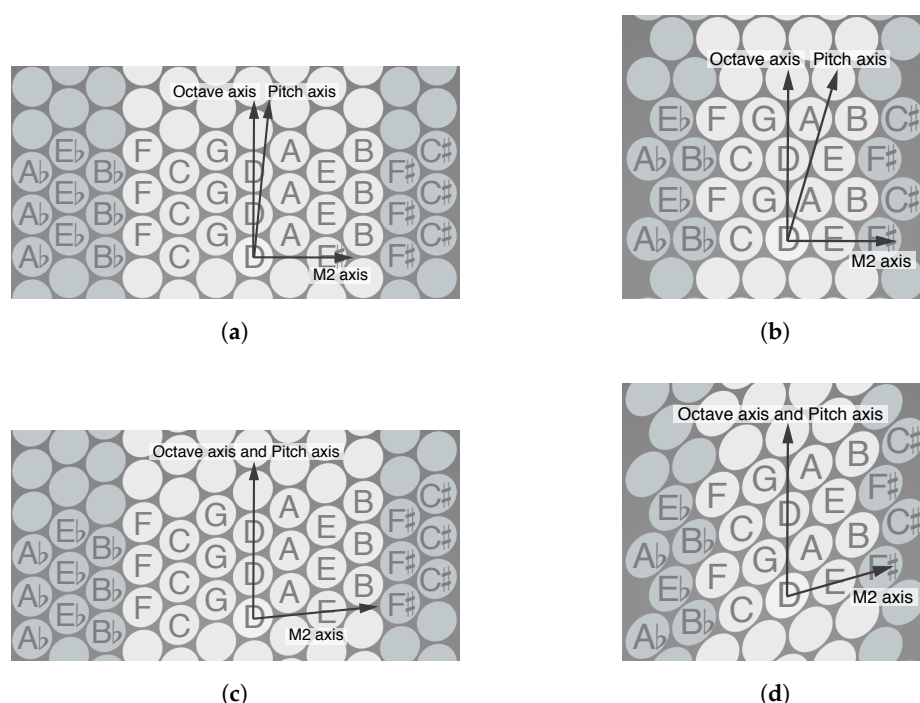 Octave axis Pitch axis
E♭ F G A B C♯
A♭ B♭ C D E F♯
E♭ F G A B C♯
A♭ B♭ C D E F♯
E♭ F G A B C♯
A♭ B♭ C D E♯ F♯
M2 axis
(a)
Octave axis Pitch axis
E♭ F G A B C♯
A♭ B♭ C D E F♯
E♭ F G A B C♯
A♭ B♭ C D E F♯
M2 axis
(b)
Octave axis and Pitch axis
E♭ F G A B C♯
A♭ B♭ C D E F♯
E♭ F G A B C♯
A♭ B♭ C D E F♯
E♭ F G A B C♯
A♭ B♭ C D E F♯
M2 axis
(c)
Octave axis and Pitch axis
E♭ F G A B C♯
A♭ B♭ C D E F♯
E♭ F G A B C♯
A♭ B♭ C D E F♯
M2 axis
(d)